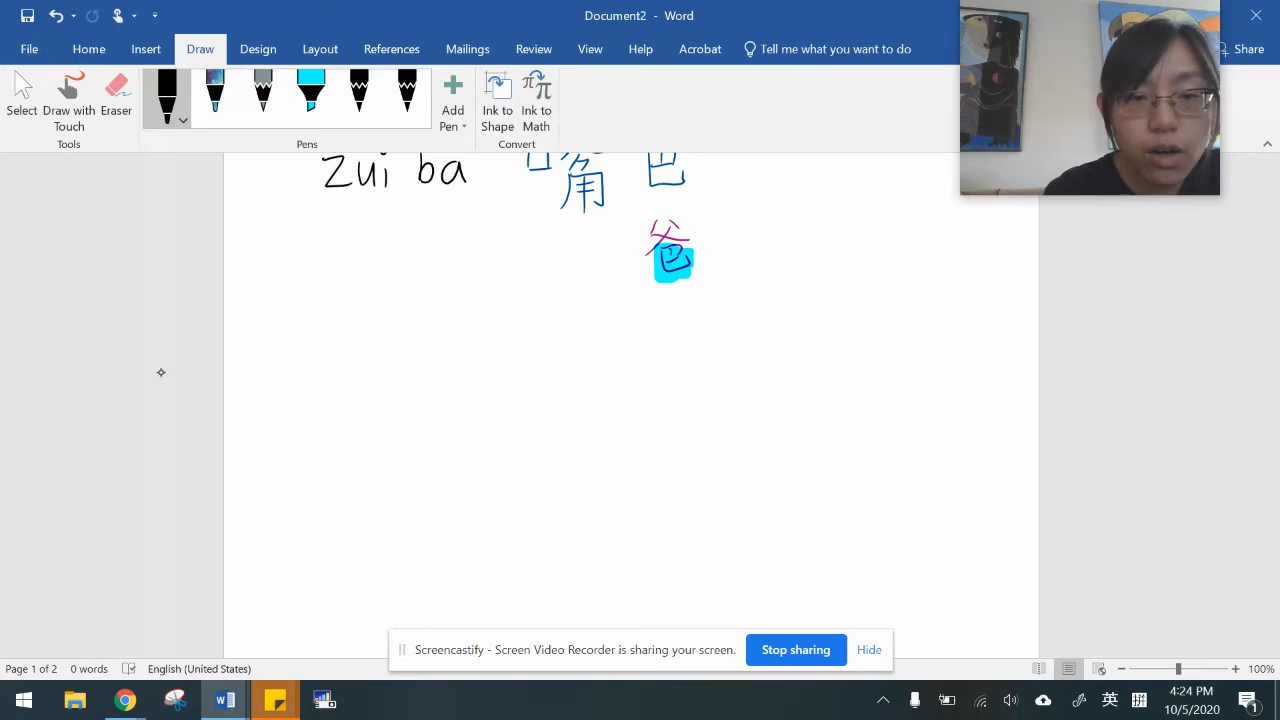 Document2 - Word
File Home Insert Draw Design Layout References Mailings Review View Help Acrobat Tell me what you want to do Share
Select Draw with Touch Eraser Add Pen Ink to Shape Ink to Math
Tools Pens Convert
zui ba 嘴 巴
爸
Screencastify - Screen Video Recorder is sharing your screen. Stop sharing Hide
Page 1 of 2 0 words English (United States) 100%
英 拼 4:24 PM
10/5/2020 1